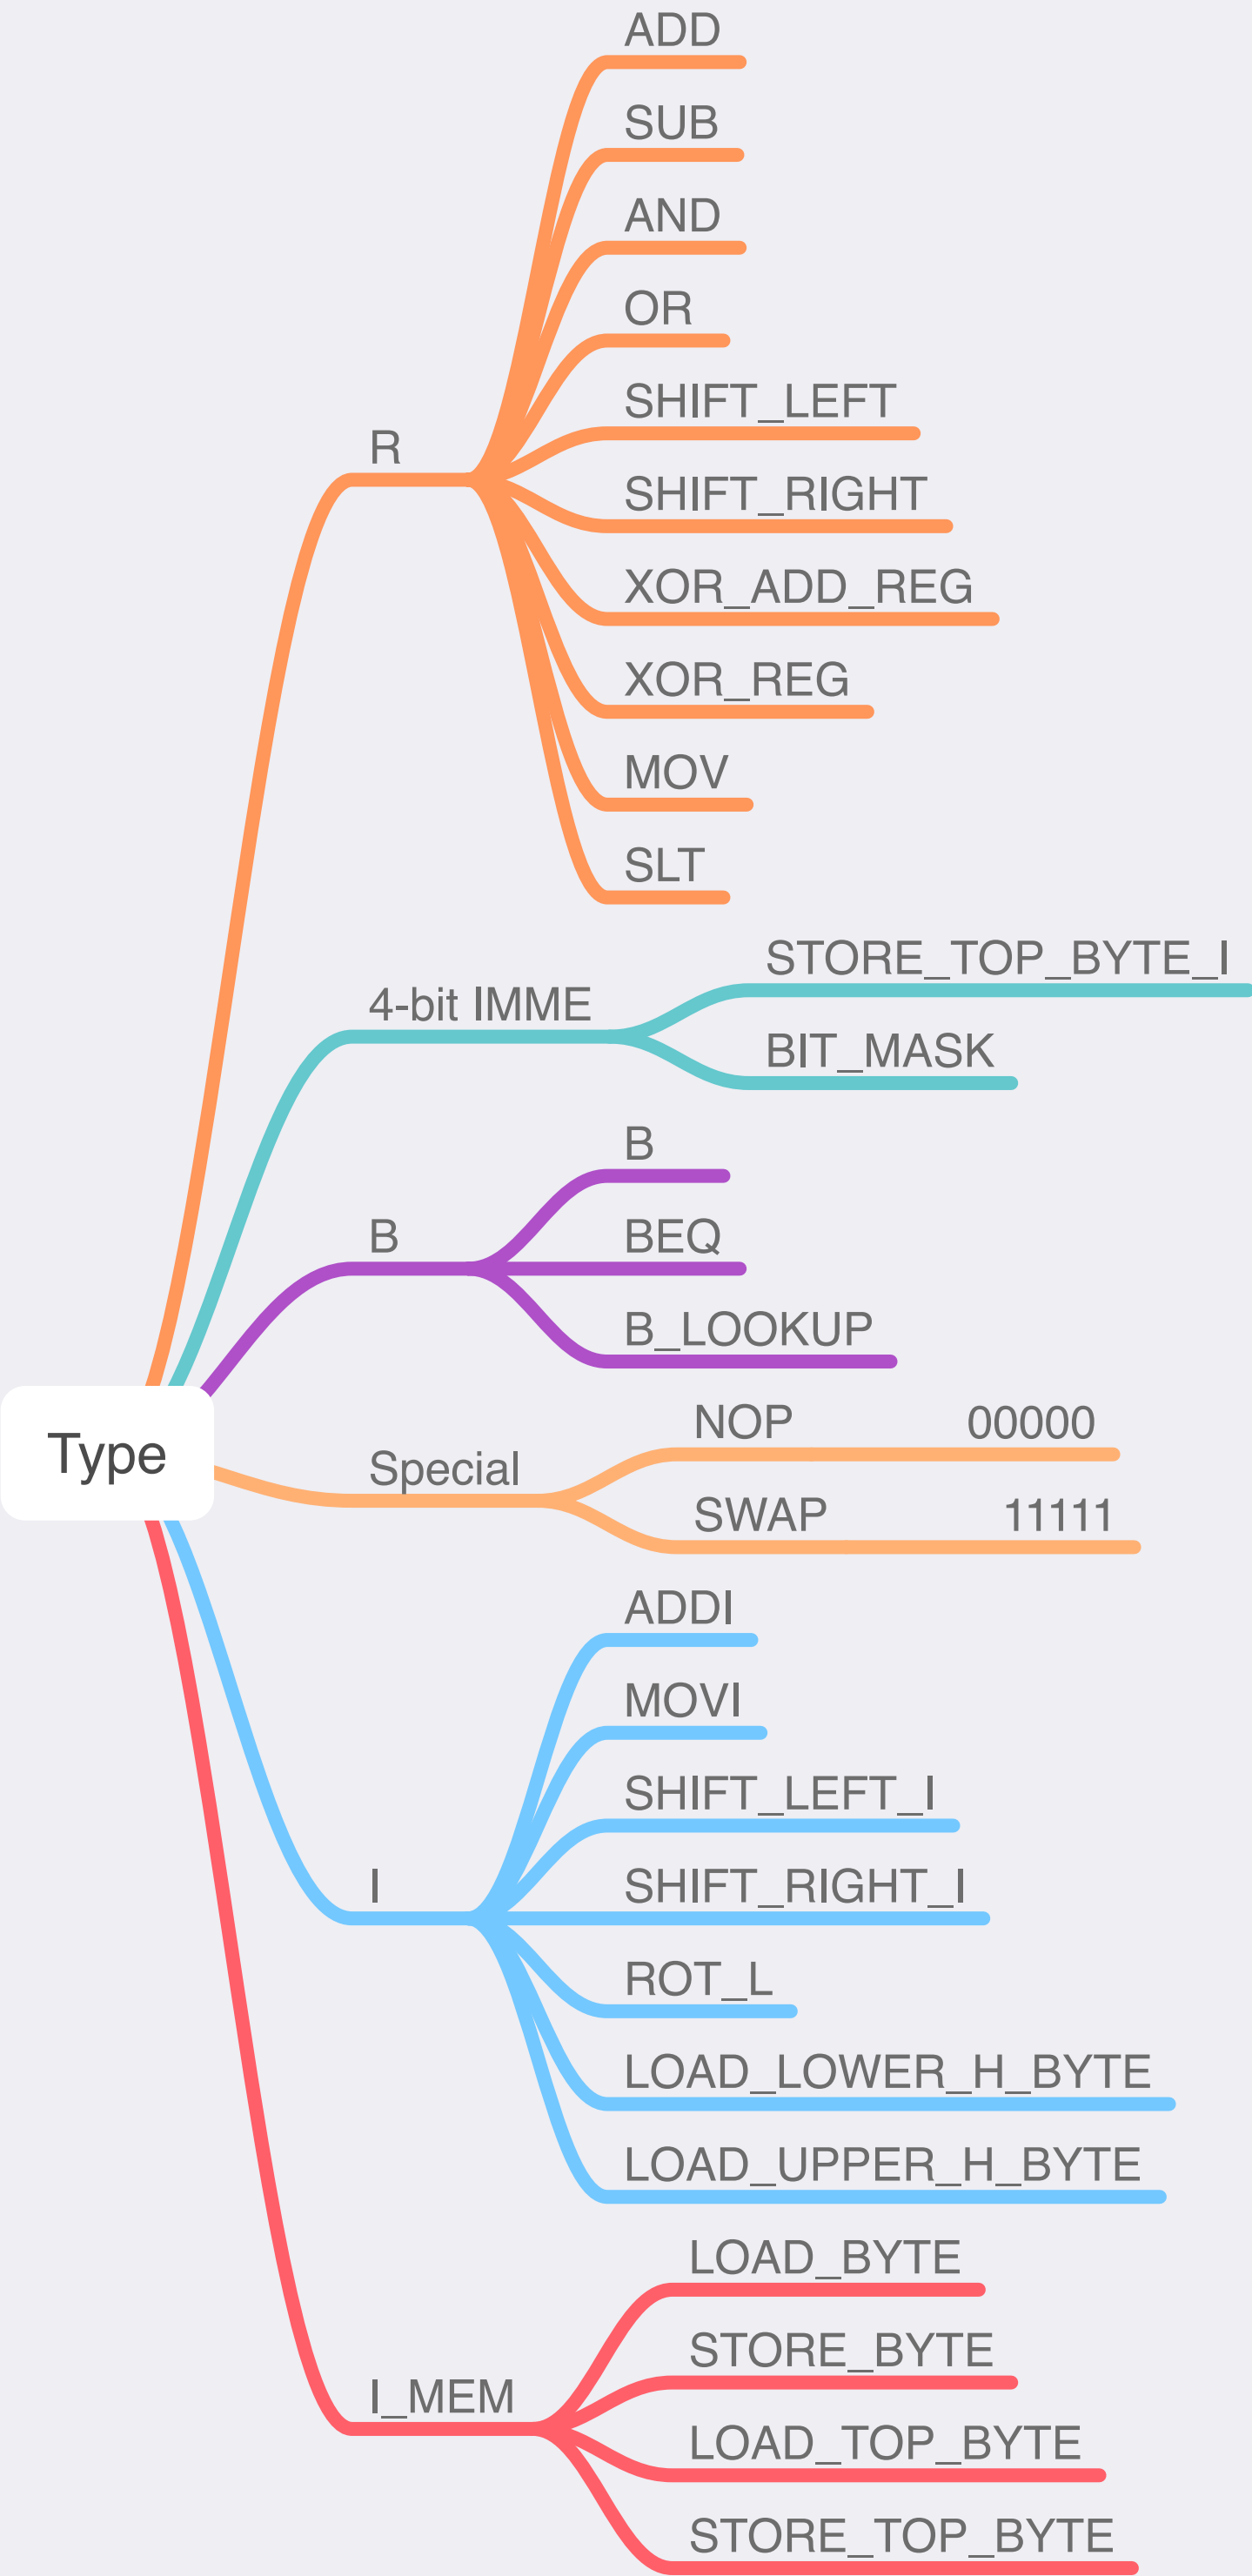 ADD
SUB
AND
OR
SHIFT_LEFT
R
SHIFT_RIGHT
XOR_ADD_REG
XOR_REG
MOV
SLT
STORE_TOP_BYTE_I
4-bit IMME
BIT_MASK
B
B
BEQ
B_LOOKUP
NOP 00000
Type
Special
SWAP 11111
ADDI
MOVI
SHIFT_LEFT_I
I
SHIFT_RIGHT_I
ROT_L
LOAD_LOWER_H_BYTE
LOAD_UPPER_H_BYTE
LOAD_BYTE
STORE_BYTE
I_MEM
LOAD_TOP_BYTE
STORE_TOP_BYTE